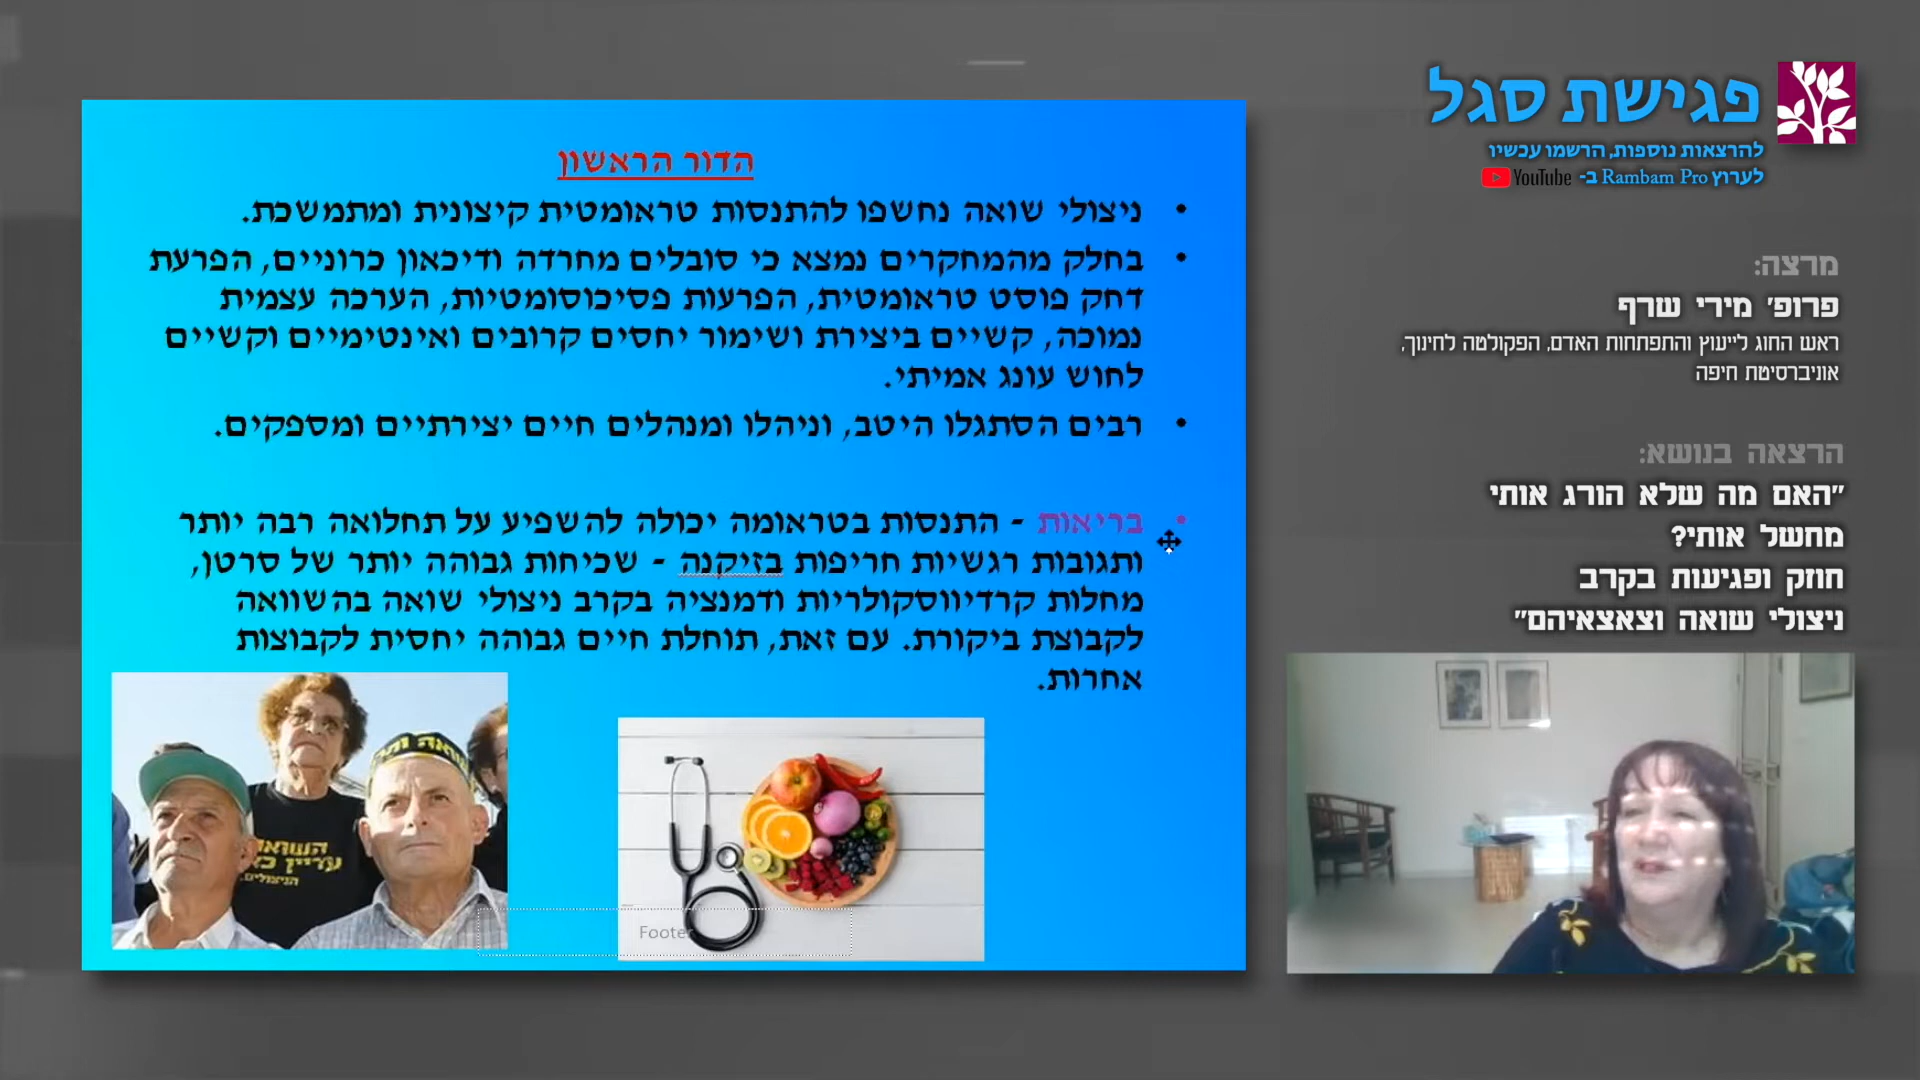 פגישת סגל
להרצאות נוספות, הרשמו עכשיו
לערוץ Rambam Pro ב- YouTube
מרצה:
פרופ' מירי שרף
ראש החוג לייעוץ והתפתחות האדם, הפקולטה לחינוך,
אוניברסיטת חיפה
הרצאה בנושא:
"האם מה שלא הורג אותי
מחשל אותי?
חוזק ופגיעות בקרב
ניצולי שואה וצאצאיהם"
הדור הראשון
• ניצולי שואה נחשפו להתנסות טראומטית קיצונית ומתמשכת.
• בחלק מהמחקרים נמצא כי סובלים מחרדה ודיכאון כרוניים, הפרעת
דחק פוסט טראומטית, הפרעות פסיכוסומטיות, הערכה עצמית
נמוכה, קשיים ביצירת ושימור יחסים קרובים ואינטימיים וקשיים
לחוש עונג אמיתי.
• רבים הסתגלו היטב, וניהלו ומנהלים חיים יצירתיים ומספקים.
• בריאות - התנסות בטראומה יכולה להשפיע על תחלואה רבה יותר
ותגובות רגשיות חריפות בזיקנה - שכיחות גבוהה יותר של סרטן,
מחלות קרדיווסקולריות ודמנציה בקרב ניצולי שואה בהשוואה
לקבוצת ביקורת. עם זאת, תוחלת חיים גבוהה יחסית לקבוצות
אחרות.
השואה
עדיין
הניצולים
Footer